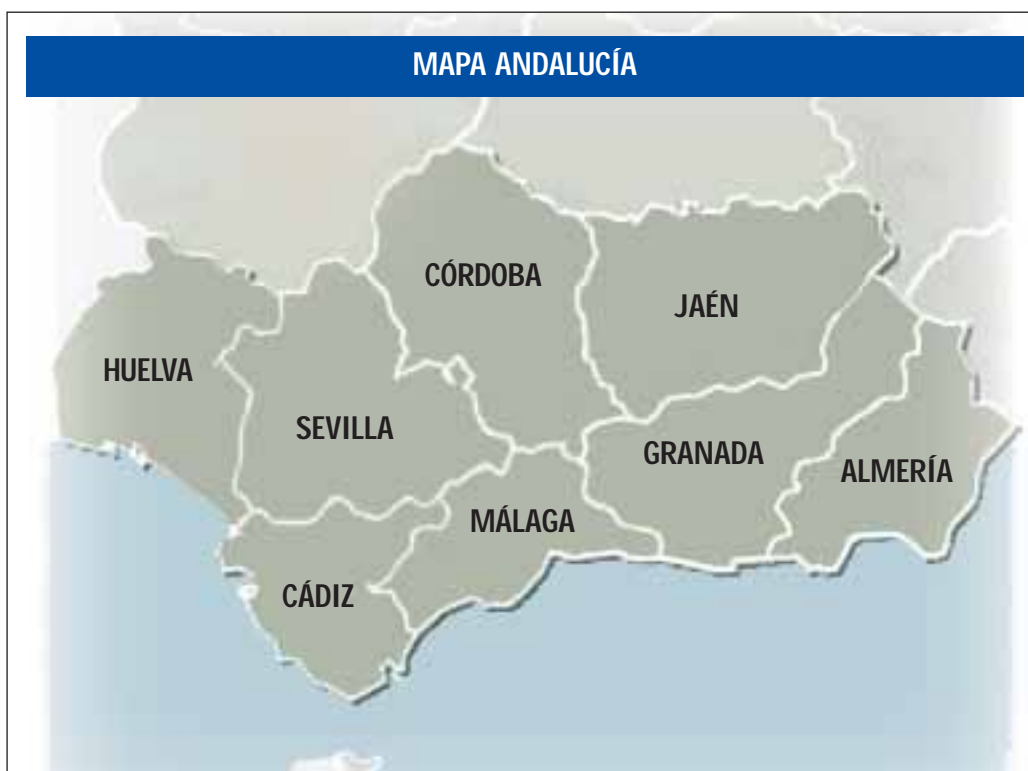 MAPA ANDALUCÍA
CÓRDOBA
JAÉN
HUELVA
SEVILLA
GRANADA
ALMERÍA
MÁLAGA
CÁDIZ